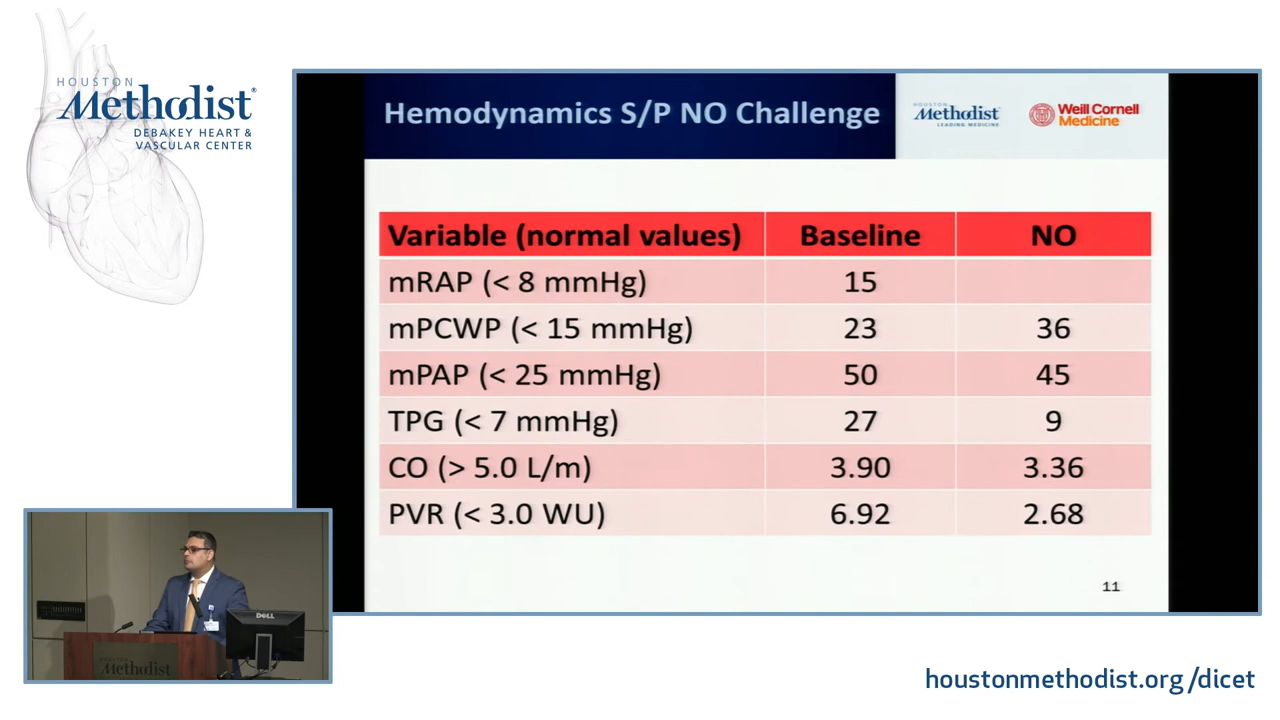 HOUSTON
Methodist®
DEBAKEY HEART &
VASCULAR CENTER
Hemodynamics S/P NO Challenge
HOUSTON
Methodist
LEADING MEDICINE
Weill Cornell
Medicine
Variable (normal values) Baseline NO
mRAP (< 8 mmHg) 15
mPCWP (< 15 mmHg) 23 36
mPAP (< 25 mmHg) 50 45
TPG (< 7 mmHg) 27 9
CO (> 5.0 L/m) 3.90 3.36
PVR (< 3.0 WU) 6.92 2.68
11
DELL
HOUSTON
Methodist
houstonmethodist.org/dicet